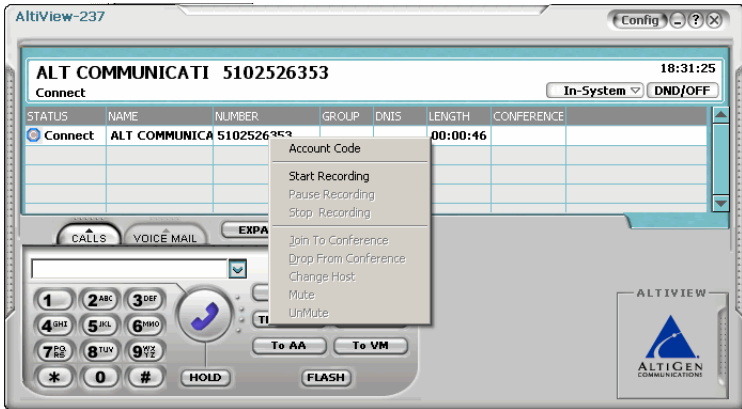 AltiView-237
Config
ALT COMMUNICATI 5102526353
18:31:25
Connect
In-System
DND/OFF
STATUS NAME NUMBER GROUP DNIS LENGTH CONFERENCE
Connect ALT COMMUNICA 5102526353 00:00:46
Account Code
Start Recording
Pause Recording
Stop Recording
Join To Conference
Drop From Conference
Change Host
Mute
UnMute
CALLS
VOICE MAIL
EXPA
1 2 ABC 3 DEF
4 GHI 5 JKL 6 MNO
7 PQRS 8 TUV 9 WXYZ
* 0 #
HOLD
To AA
To VM
FLASH
ALTIVIEW
ALTIGEN
COMMUNICATIONS